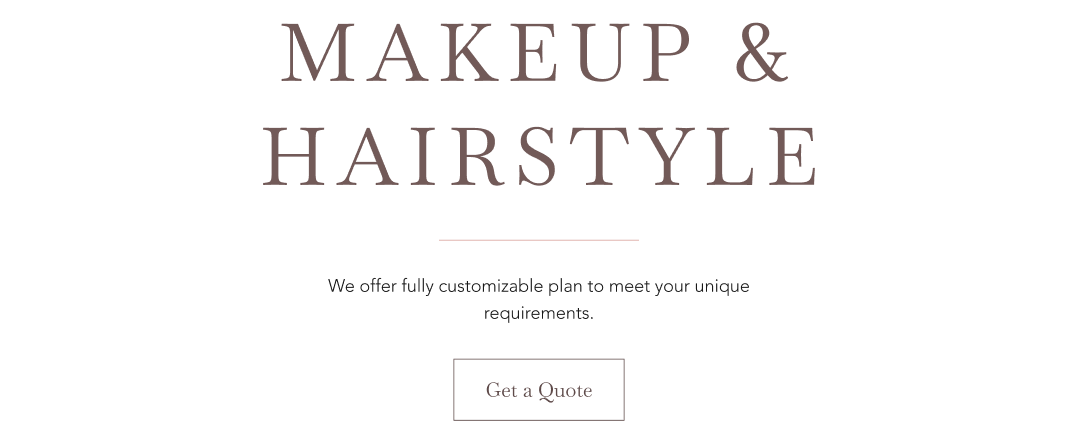 MAKEUP &
HAIRSTYLE
We offer fully customizable plan to meet your unique
requirements.
Get a Quote